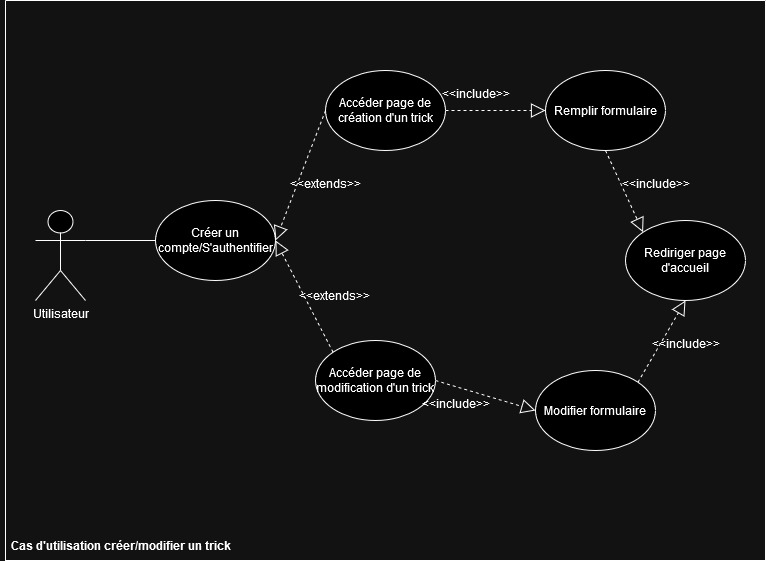 Accéder page de
création d'un trick
<<include>>
Remplir formulaire
<<extends>>
<<include>>
Créer un
compte/S'authentifier
Rediriger page
d'accueil
Utilisateur
<<extends>>
<<include>>
Accéder page de
modification d'un trick
<<include>>
Modifier formulaire
Cas d'utilisation créer/modifier un trick